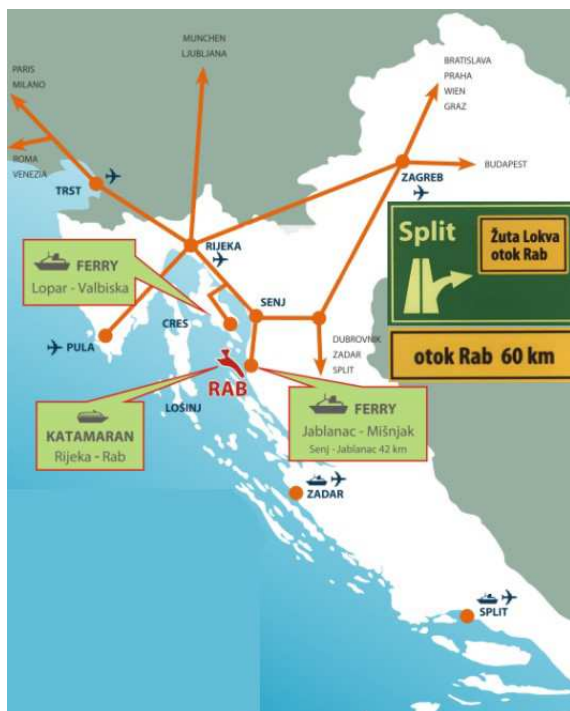 MUNCHEN
LJUBLJANA
BRATISLAVA
PRAHA
WIEN
GRAZ
PARIS
MILANO
ROMA
VENEZIA
TRST
ZAGREB
BUDAPEST
Split
Žuta Lokva
otok Rab
RIJEKA
FERRY
Lopar - Valbiska
SENJ
CRES
PULA
DUBROVNIK
ZADAR
SPLIT
otok Rab 60 km
RAB
LOŠINJ
KATAMARAN
Rijeka - Rab
FERRY
Jablanac - Mišnjak
Senj - Jablanac 42 km
ZADAR
SPLIT